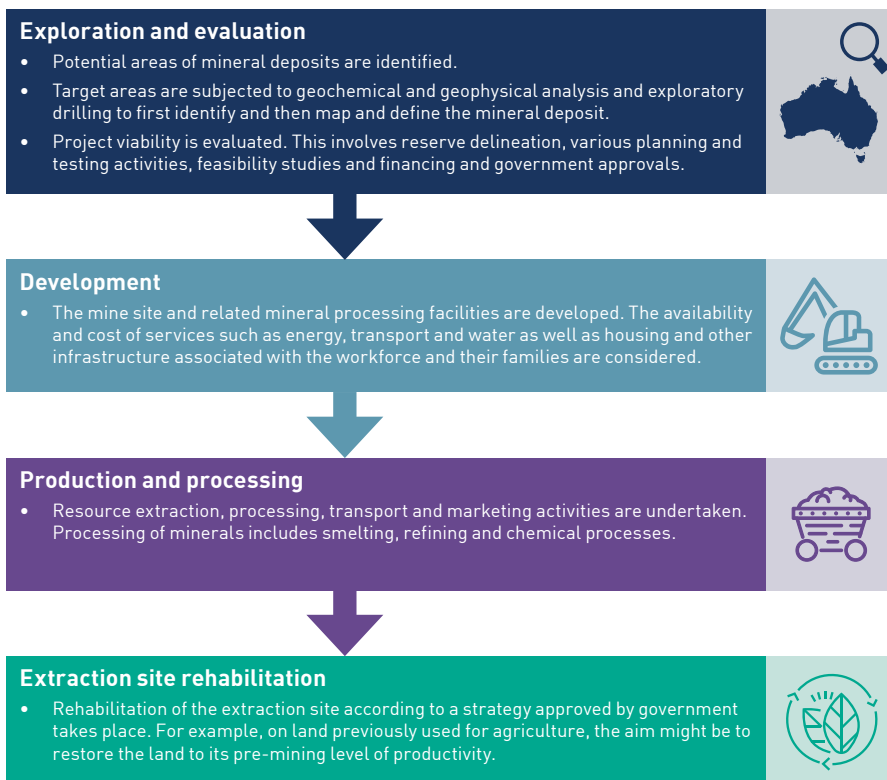 Exploration and evaluation
• Potential areas of mineral deposits are identified.
• Target areas are subjected to geochemical and geophysical analysis and exploratory
drilling to first identify and then map and define the mineral deposit.
• Project viability is evaluated. This involves reserve delineation, various planning and
testing activities, feasibility studies and financing and government approvals.
Development
• The mine site and related mineral processing facilities are developed. The availability
and cost of services such as energy, transport and water as well as housing and other
infrastructure associated with the workforce and their families are considered.
Production and processing
• Resource extraction, processing, transport and marketing activities are undertaken.
Processing of minerals includes smelting, refining and chemical processes.
Extraction site rehabilitation
• Rehabilitation of the extraction site according to a strategy approved by government
takes place. For example, on land previously used for agriculture, the aim might be to
restore the land to its pre-mining level of productivity.